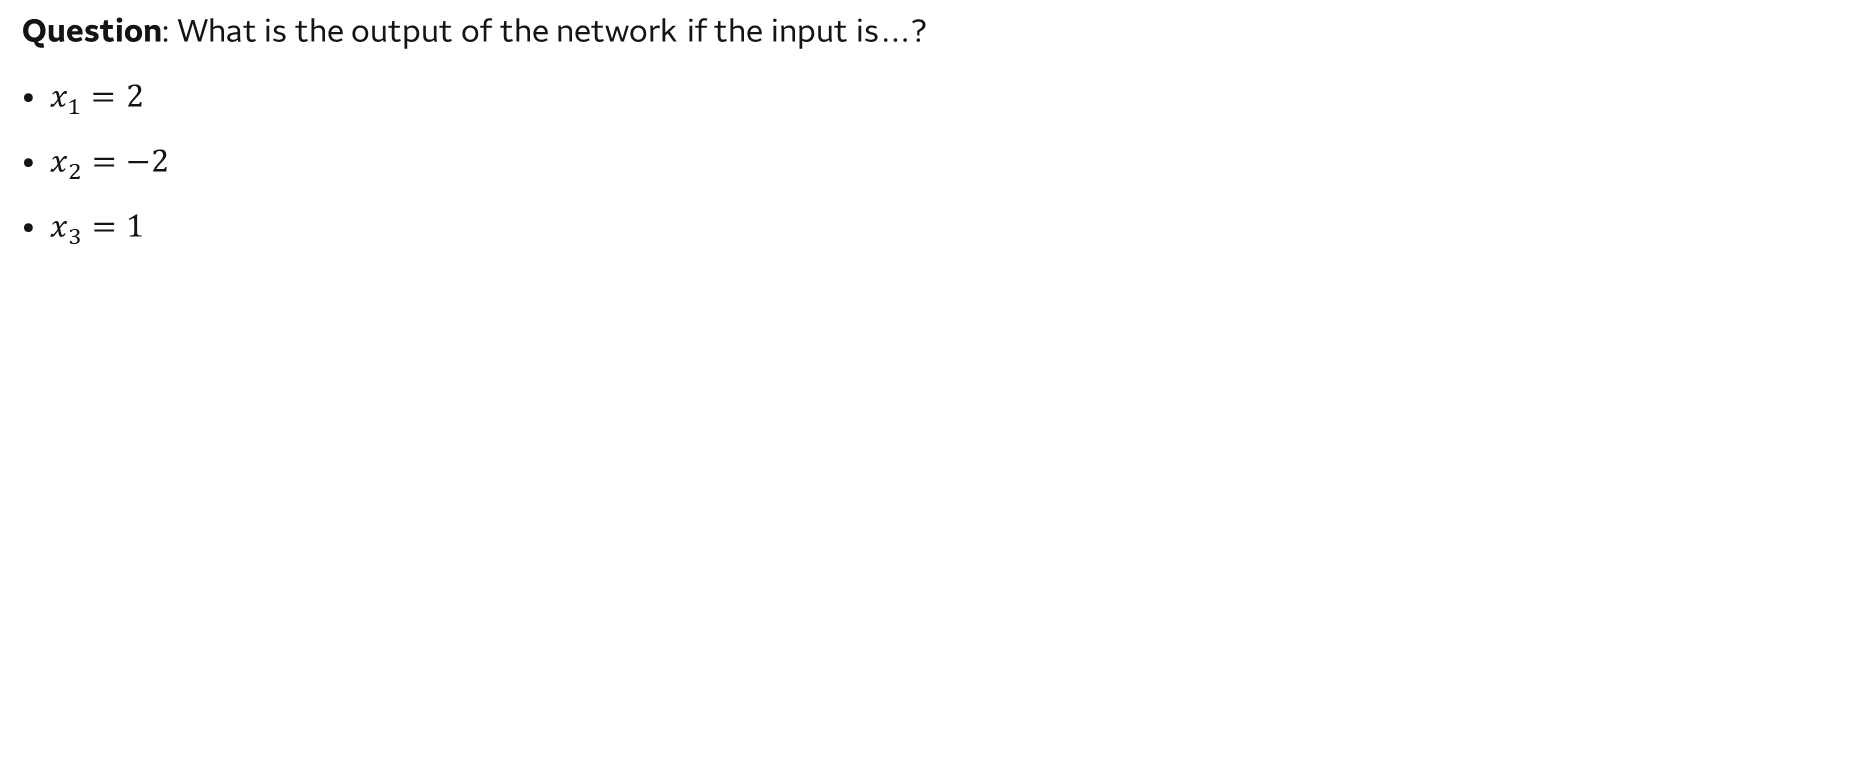 Question: What is the output of the network if the input is...?
• x₁ = 2
• x₂ = −2
• x₃ = 1